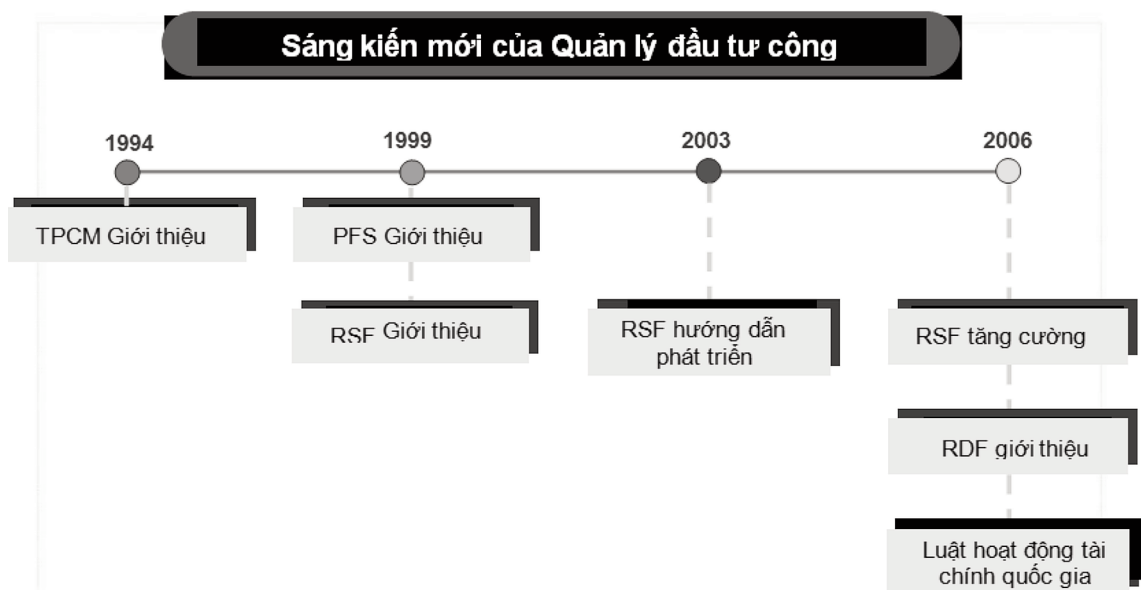 Sáng kiến mới của Quản lý đầu tư công
1994
1999
2003
2006
TPCM Giới thiệu
PFS Giới thiệu
RSF Giới thiệu
RSF hướng dẫn
phát triển
RSF tăng cường
RDF giới thiệu
Luật hoạt động tài
chính quốc gia